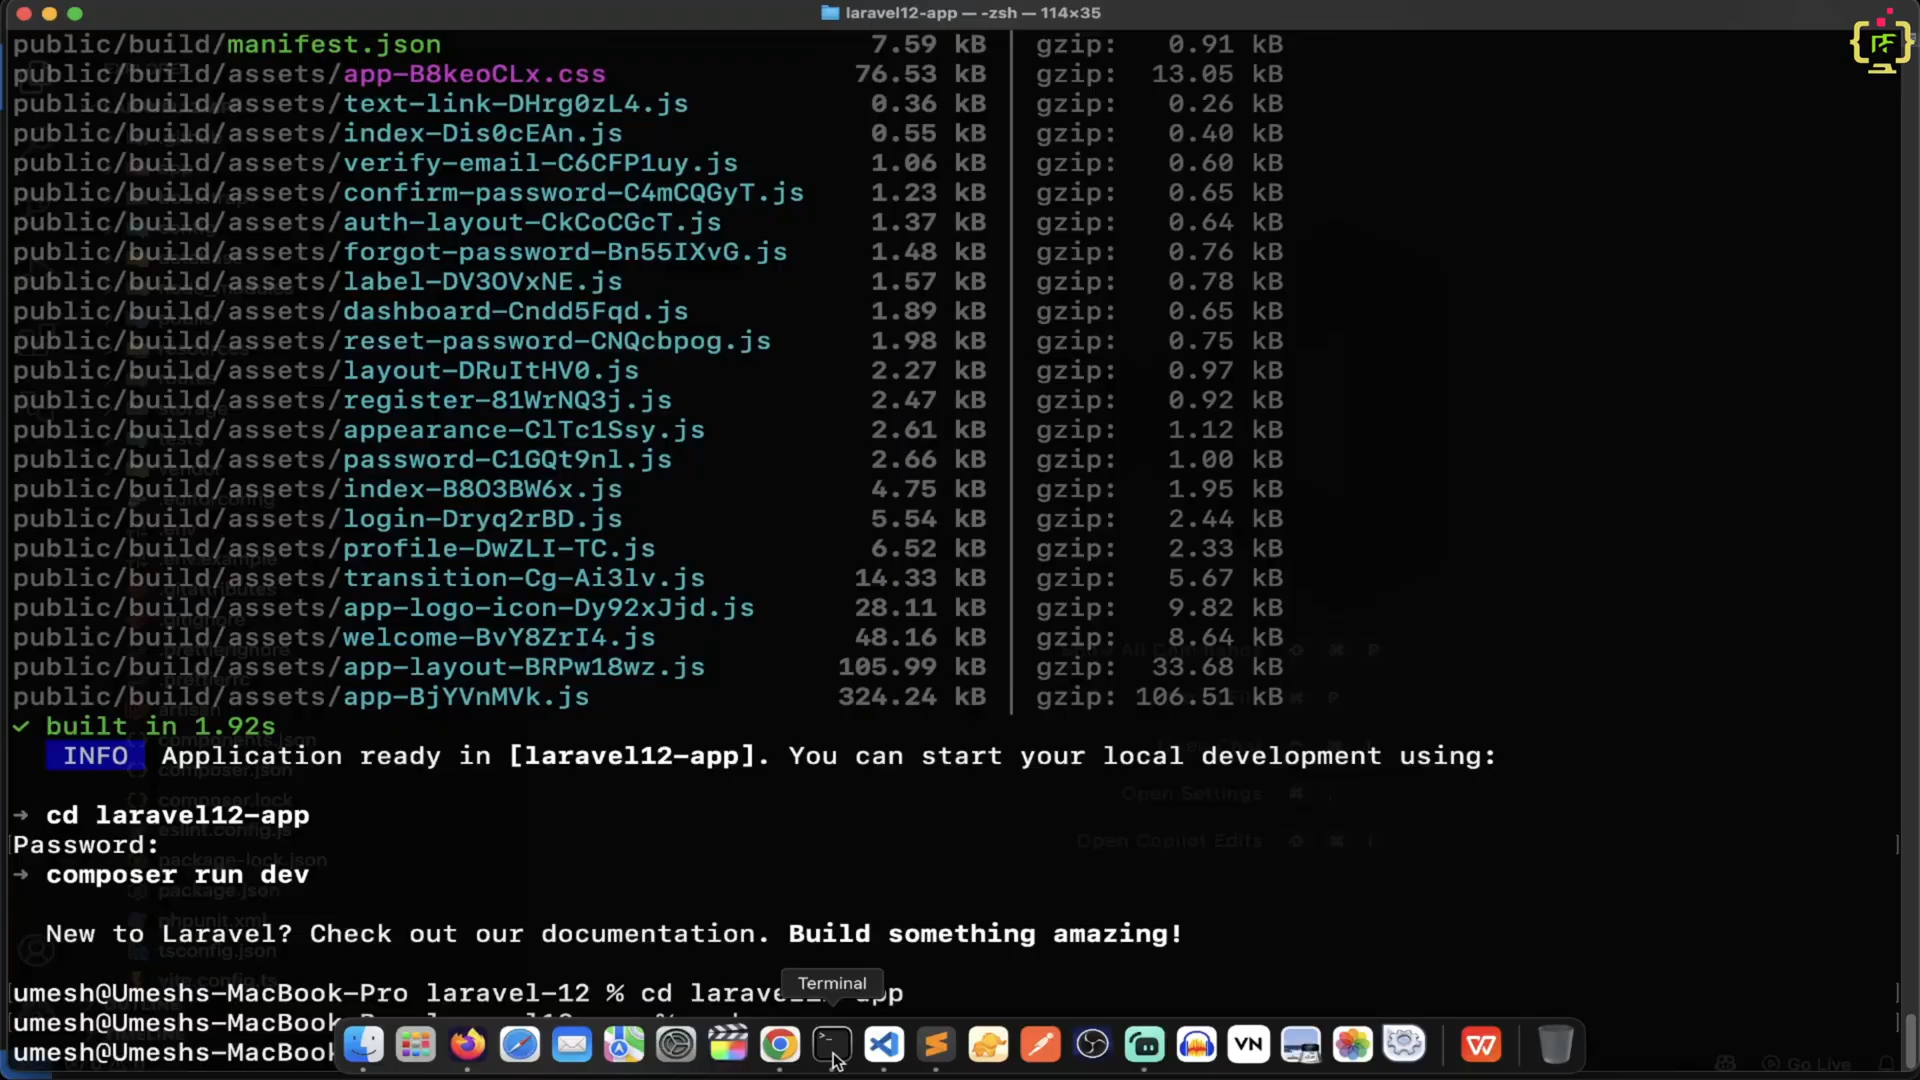 laravel12-app — -zsh — 114×35
public/build/manifest.json 7.59 kB │ gzip: 0.91 kB
public/build/assets/app-B8keoCLx.css 76.53 kB │ gzip: 13.05 kB
public/build/assets/text-link-DHrg0zL4.js 0.36 kB │ gzip: 0.26 kB
public/build/assets/index-Dis0cEAn.js 0.55 kB │ gzip: 0.40 kB
public/build/assets/verify-email-C6CFP1uy.js 1.06 kB │ gzip: 0.60 kB
public/build/assets/confirm-password-C4mCQGyT.js 1.23 kB │ gzip: 0.65 kB
public/build/assets/auth-layout-CkCoCGcT.js 1.37 kB │ gzip: 0.64 kB
public/build/assets/forgot-password-Bn55IXvG.js 1.48 kB │ gzip: 0.76 kB
public/build/assets/label-DV3OVxNE.js 1.57 kB │ gzip: 0.78 kB
public/build/assets/dashboard-Cndd5Fqd.js 1.89 kB │ gzip: 0.65 kB
public/build/assets/reset-password-CNQcbpog.js 1.98 kB │ gzip: 0.75 kB
public/build/assets/layout-DRuItHV0.js 2.27 kB │ gzip: 0.97 kB
public/build/assets/register-81WrNQ3j.js 2.47 kB │ gzip: 0.92 kB
public/build/assets/appearance-ClTc1Ssy.js 2.61 kB │ gzip: 1.12 kB
public/build/assets/password-C1GQt9nl.js 2.66 kB │ gzip: 1.00 kB
public/build/assets/index-B8O3BW6x.js 4.75 kB │ gzip: 1.95 kB
public/build/assets/login-Dryq2rBD.js 5.54 kB │ gzip: 2.44 kB
public/build/assets/profile-DwZLI-TC.js 6.52 kB │ gzip: 2.33 kB
public/build/assets/transition-Cg-Ai3lv.js 14.33 kB │ gzip: 5.67 kB
public/build/assets/app-logo-icon-Dy92xJjd.js 28.11 kB │ gzip: 9.82 kB
public/build/assets/welcome-BvY8ZrI4.js 48.16 kB │ gzip: 8.64 kB
public/build/assets/app-layout-BRPw18wz.js 105.99 kB │ gzip: 33.68 kB
public/build/assets/app-BjYVnMVk.js 324.24 kB │ gzip: 106.51 kB
✓ built in 1.92s
INFO Application ready in [laravel12-app]. You can start your local development using:
➜ cd laravel12-app
Password:
➜ composer run dev
New to Laravel? Check out our documentation. Build something amazing!
umesh@Umeshs-MacBook-Pro laravel-12 % cd
Terminal
umesh@Umeshs-MacBook
umesh@Umeshs-MacBook
VN
Go Live